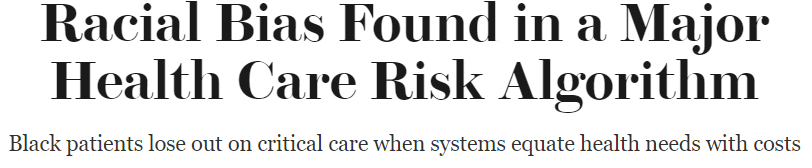 Racial Bias Found in a Major
Health Care Risk Algorithm
Black patients lose out on critical care when systems equate health needs with costs